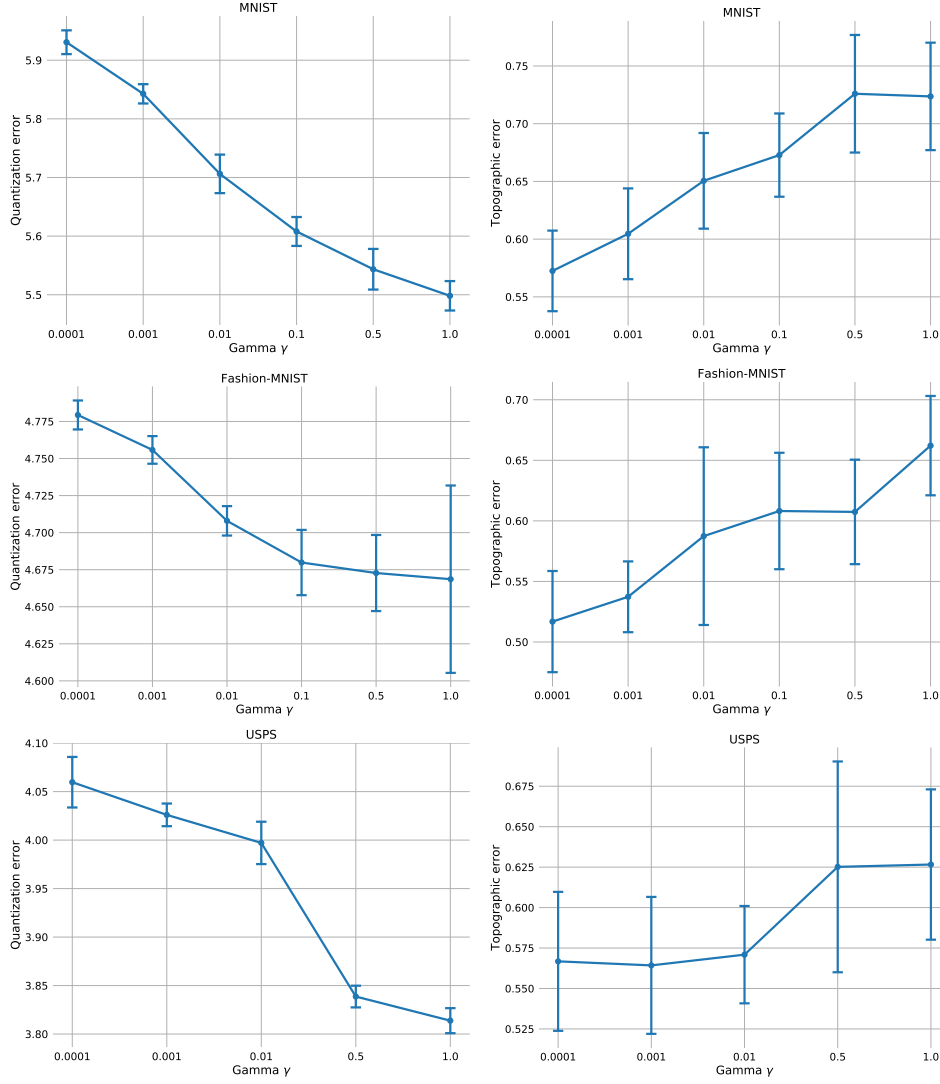 MNIST
Quantization error
5.9
5.8
5.7
5.6
5.5
0.0001 0.001 0.01 0.1 0.5 1.0
Gamma γ
MNIST
Topographic error
0.75
0.70
0.65
0.60
0.55
0.0001 0.001 0.01 0.1 0.5 1.0
Gamma γ
Fashion-MNIST
Quantization error
4.775
4.750
4.725
4.700
4.675
4.650
4.625
4.600
0.0001 0.001 0.01 0.1 0.5 1.0
Gamma γ
Fashion-MNIST
Topographic error
0.70
0.65
0.60
0.55
0.50
0.0001 0.001 0.01 0.1 0.5 1.0
Gamma γ
USPS
Quantization error
4.10
4.05
4.00
3.95
3.90
3.85
3.80
0.0001 0.001 0.01 0.5 1.0
Gamma γ
USPS
Topographic error
0.675
0.650
0.625
0.600
0.575
0.550
0.525
0.0001 0.001 0.01 0.5 1.0
Gamma γ